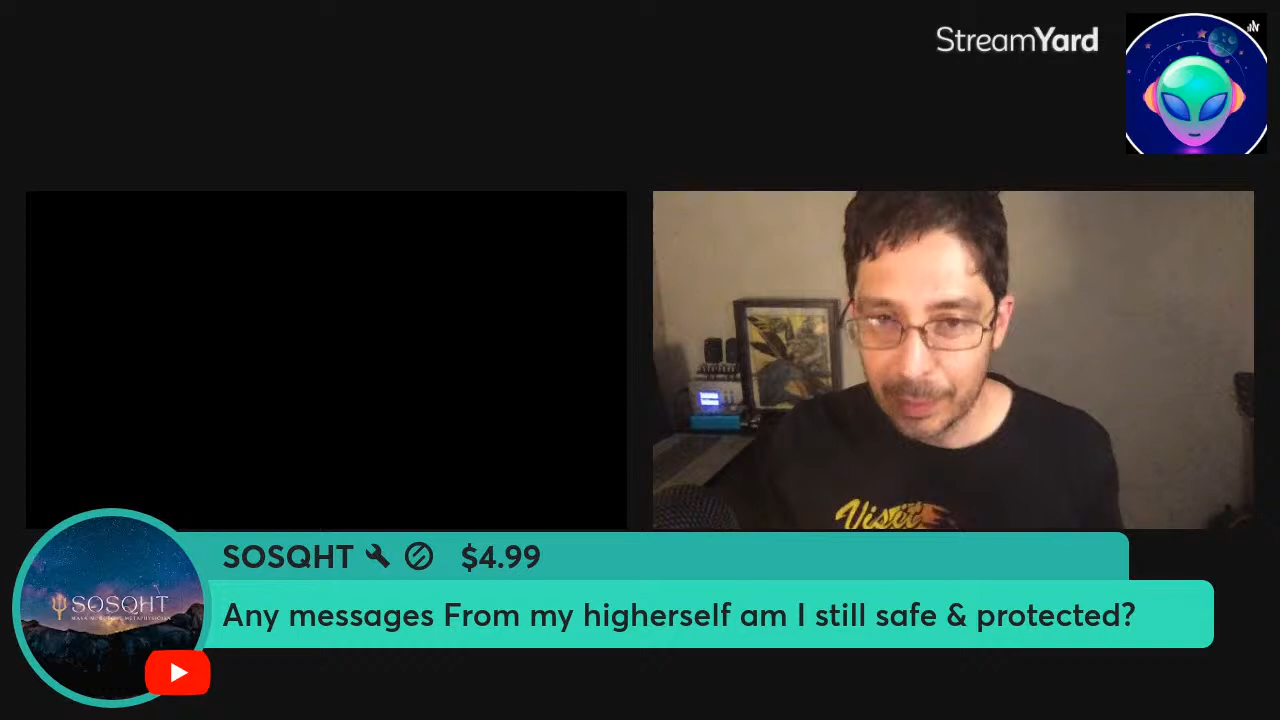 StreamYard
Visit
SOSQHT $4.99
Any messages From my higherself am I still safe & protected?
SOSQHT